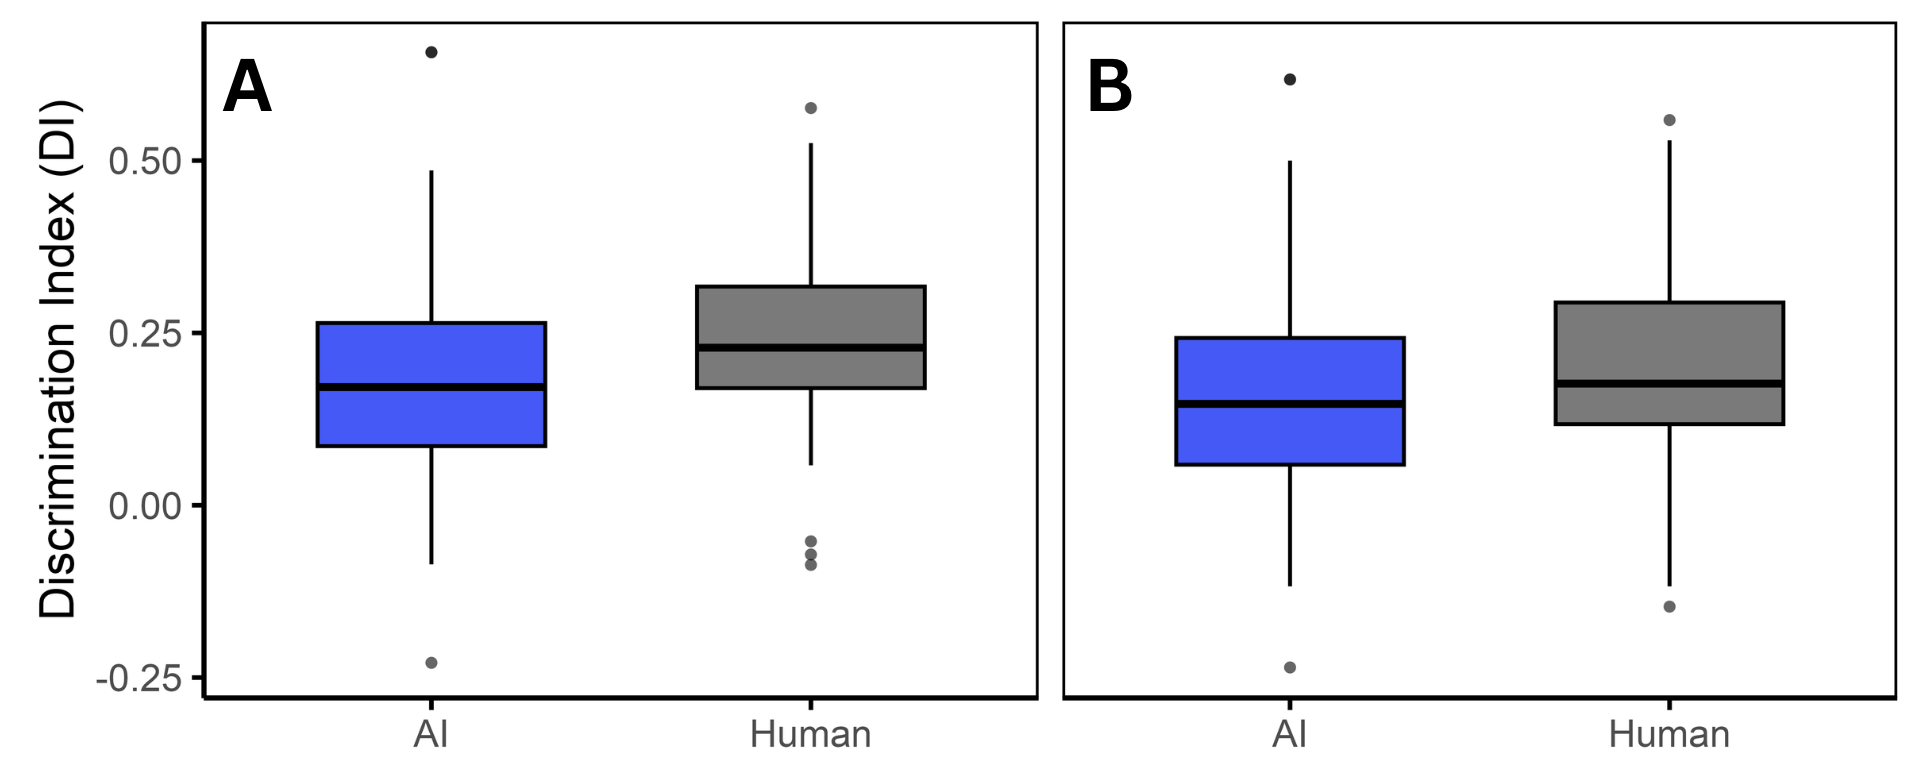 A
B
Discrimination Index (DI)
0.50
0.25
0.00
-0.25
AI
Human
AI
Human